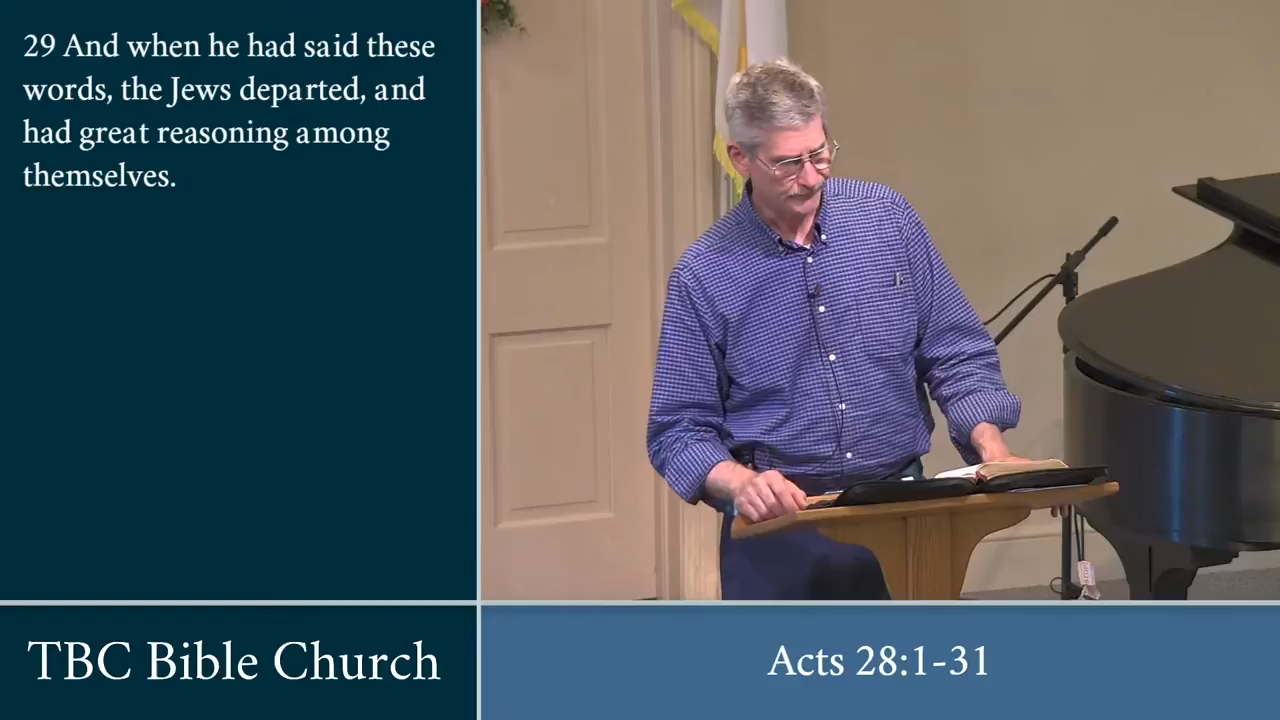 29 And when he had said these
words, the Jews departed, and
had great reasoning among
themselves.
TBC Bible Church
Acts 28:1-31